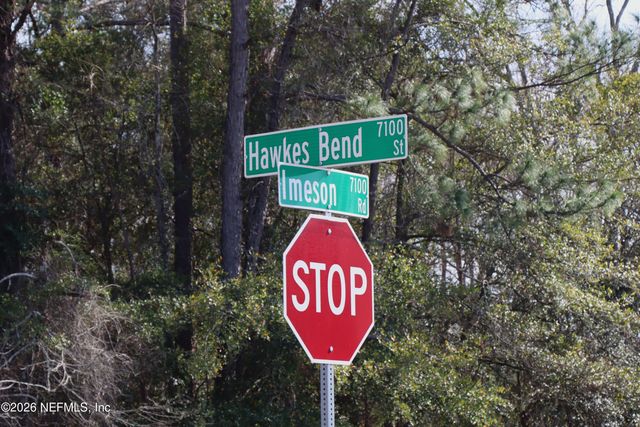 Hawkes Bend St 7100
Imeson Rd 7100
STOP
©2026 NEFMLS, Inc